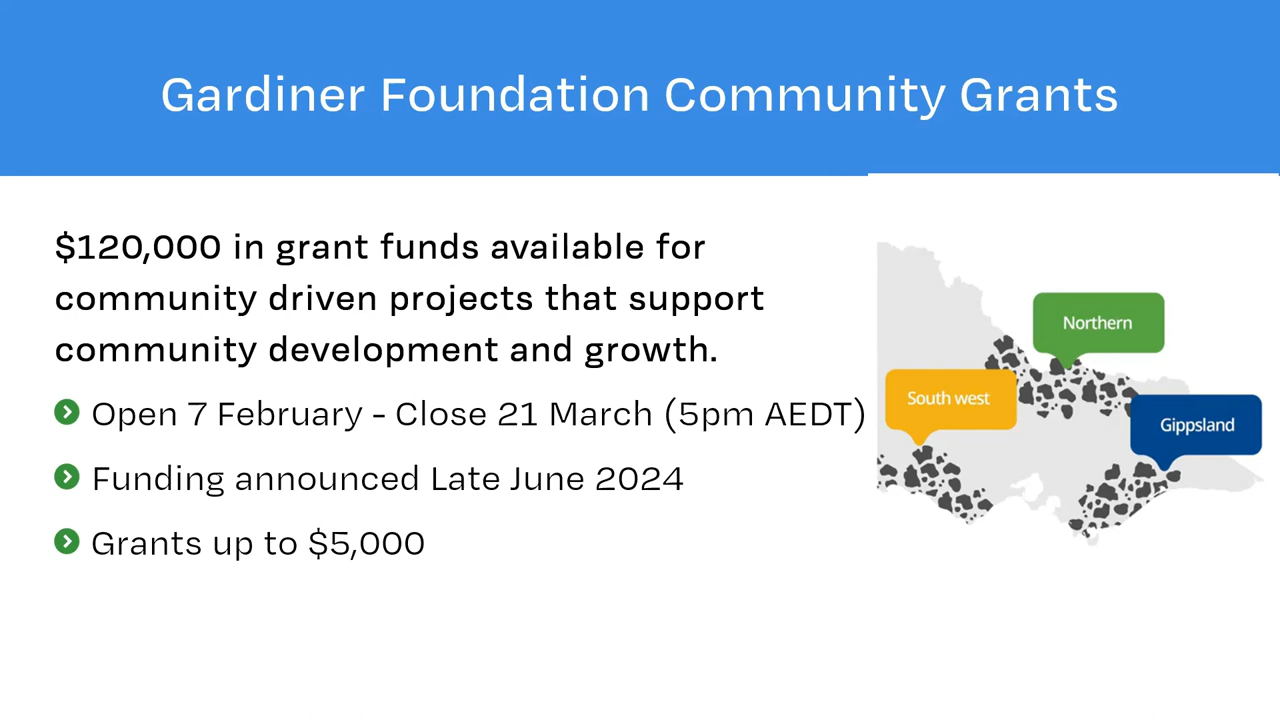 Gardiner Foundation Community Grants
$120,000 in grant funds available for
community driven projects that support
community development and growth.
Open 7 February - Close 21 March (5pm AEDT)
Funding announced Late June 2024
Grants up to $5,000
Northern
South west
Gippsland